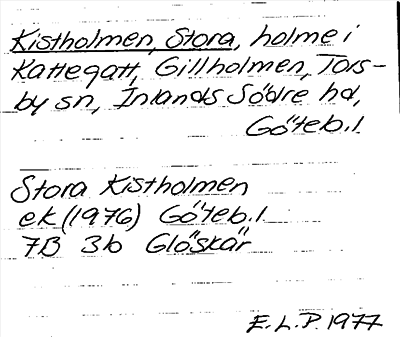 Kistholmen, Stora, holme i
Kattegatt, Gillholmen, Tors-
by sn, Inlands Södre hd,
Göteb.l.
Stora Kistholmen
ek (1976) Göteb.l
7B 3b Glöskär
E.L.P. 1977